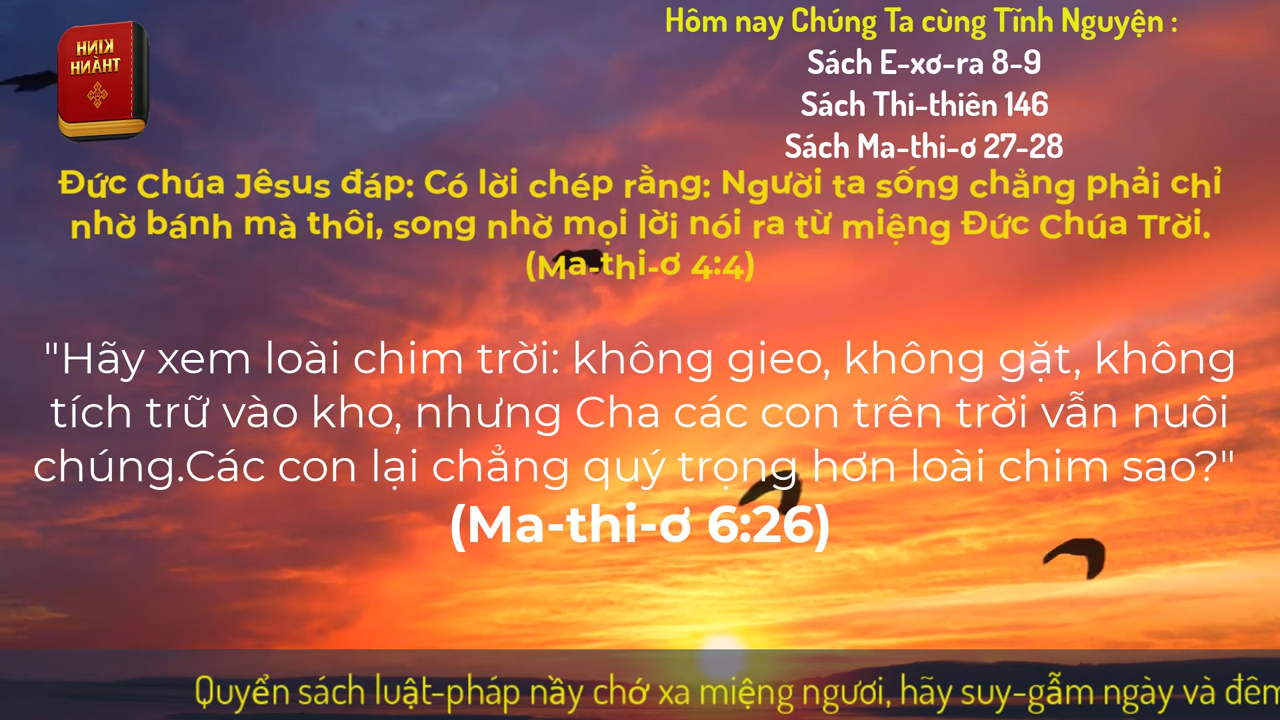 KINH
THÀNH
Hôm nay Chúng Ta cùng Tĩnh Nguyện :
Sách E-xơ-ra 8-9
Sách Thi-thiên 146
Sách Ma-thi-ơ 27-28
Đức Chúa Jêsus đáp: Có lời chép rằng: Người ta sống chẳng phải chỉ
nhờ bánh mà thôi, song nhờ mọi lời nói ra từ miệng Đức Chúa Trời.
(Ma-thi-ơ 4:4)
"Hãy xem loài chim trời: không gieo, không gặt, không
tích trữ vào kho, nhưng Cha các con trên trời vẫn nuôi
chúng.Các con lại chẳng quý trọng hơn loài chim sao?"
(Ma-thi-ơ 6:26)
Quyển sách luật-pháp nầy chớ xa miệng ngươi, hãy suy-gẫm ngày và đêm